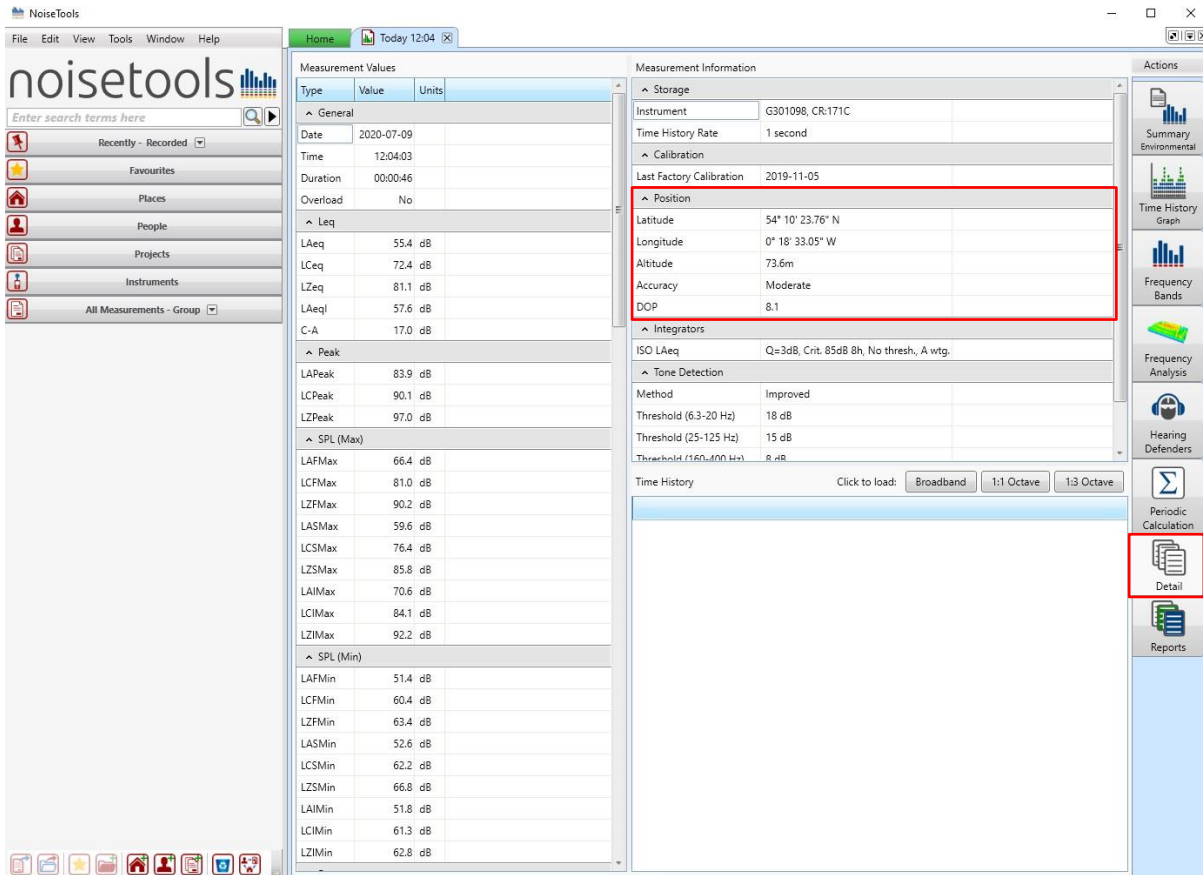 NoiseTools
File Edit View Tools Window Help
noisetools
Enter search terms here
Recently - Recorded
Favourites
Places
People
Projects
Instruments
All Measurements - Group
Home
Today 12:04
Measurement Values
Type Value Units
General
Date 2020-07-09
Time 12:04:03
Duration 00:00:46
Overload No
Leq
LAeq 55.4 dB
LCeq 72.4 dB
LZeq 81.1 dB
LAeqI 57.6 dB
C-A 17.0 dB
Peak
LAPeak 83.9 dB
LCPeak 90.1 dB
LZPeak 97.0 dB
SPL (Max)
LAFMax 66.4 dB
LCFMax 81.0 dB
LZFMax 90.2 dB
LASMax 59.6 dB
LCSMax 76.4 dB
LZSMax 85.8 dB
LAIMax 70.6 dB
LCIMax 84.1 dB
LZIMax 92.2 dB
SPL (Min)
LAFMin 51.4 dB
LCFMin 60.4 dB
LZFMin 63.4 dB
LASMin 52.6 dB
LCSMin 62.2 dB
LZSMin 66.8 dB
LAIMin 51.8 dB
LCIMin 61.3 dB
LZIMin 62.8 dB
Measurement Information
Storage
Instrument G301098, CR:171C
Time History Rate 1 second
Calibration
Last Factory Calibration 2019-11-05
Position
Latitude 54° 10' 23.76" N
Longitude 0° 18' 33.05" W
Altitude 73.6m
Accuracy Moderate
DOP 8.1
Integrators
ISO LAeq Q=3dB, Crit. 85dB 8h, No thresh., A wtg.
Tone Detection
Method Improved
Threshold (6.3-20 Hz) 18 dB
Threshold (25-125 Hz) 15 dB
Threshold (160-400 Hz) 8 dB
Time History Click to load: Broadband 1:1 Octave 1:3 Octave
Actions
Summary
Environmental
Time History
Graph
Frequency
Bands
Frequency
Analysis
Hearing
Defenders
Periodic
Calculation
Detail
Reports